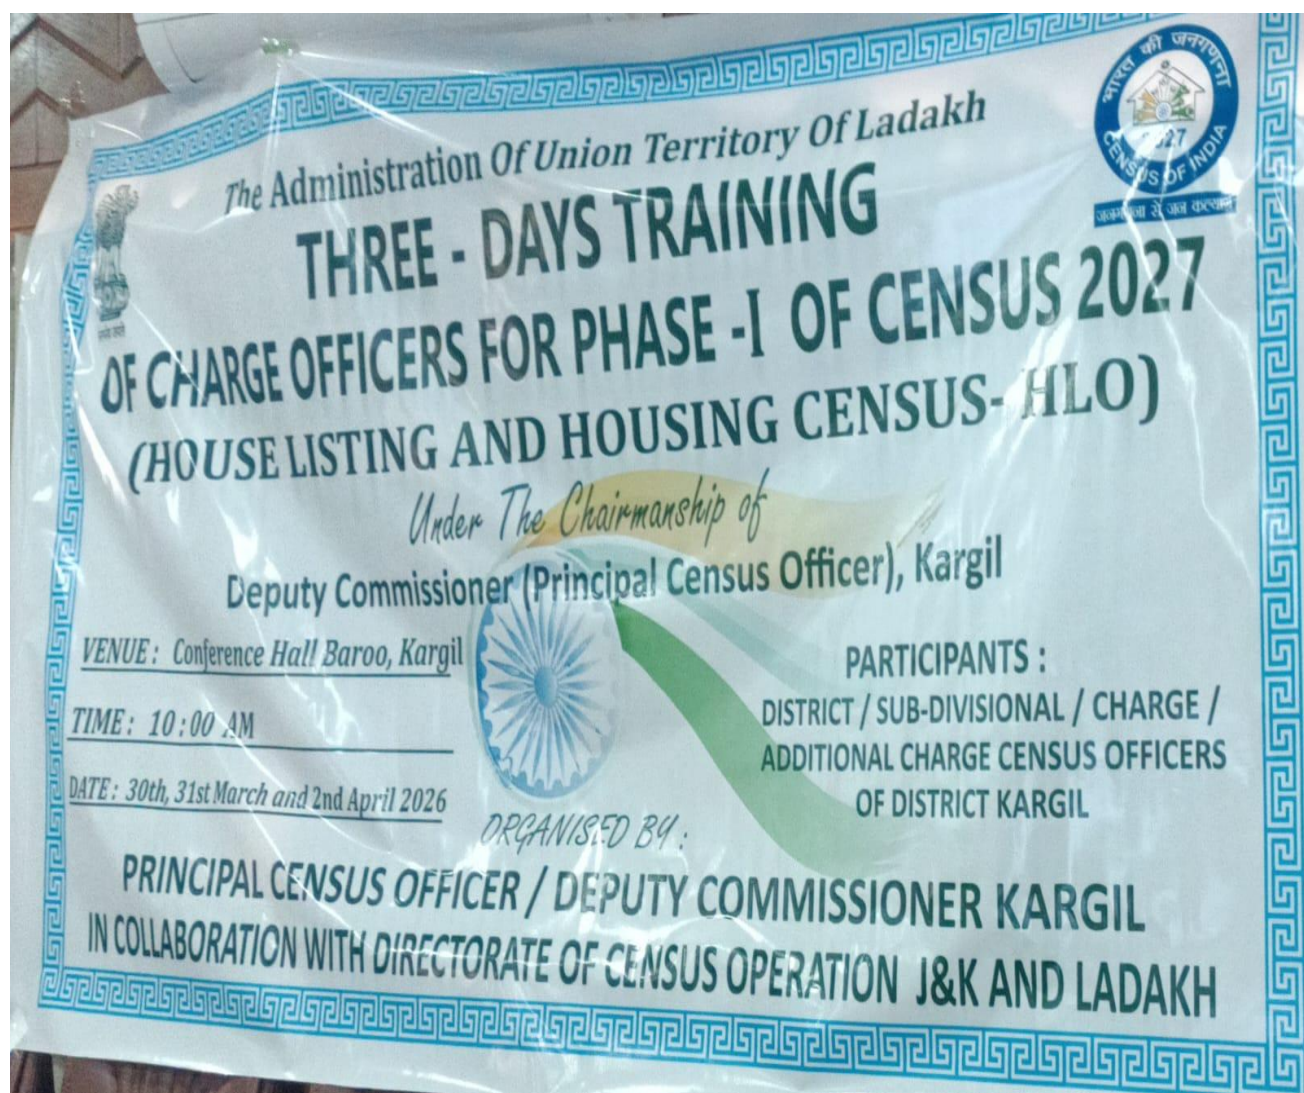 The Administration Of Union Territory Of Ladakh
भारत की जनगणना
2027
CENSUS OF INDIA
जनगणना से जन कल्याण
THREE - DAYS TRAINING
OF CHARGE OFFICERS FOR PHASE -I OF CENSUS 2027
(HOUSE LISTING AND HOUSING CENSUS- HLO)
Under The Chairmanship of
Deputy Commissioner (Principal Census Officer), Kargil
VENUE : Conference Hall Baroo, Kargil
TIME : 10:00 AM
DATE : 30th, 31st March and 2nd April 2026
PARTICIPANTS :
DISTRICT / SUB-DIVISIONAL / CHARGE /
ADDITIONAL CHARGE CENSUS OFFICERS
OF DISTRICT KARGIL
ORGANISED BY :
PRINCIPAL CENSUS OFFICER / DEPUTY COMMISSIONER KARGIL
IN COLLABORATION WITH DIRECTORATE OF CENSUS OPERATION J&K AND LADAKH